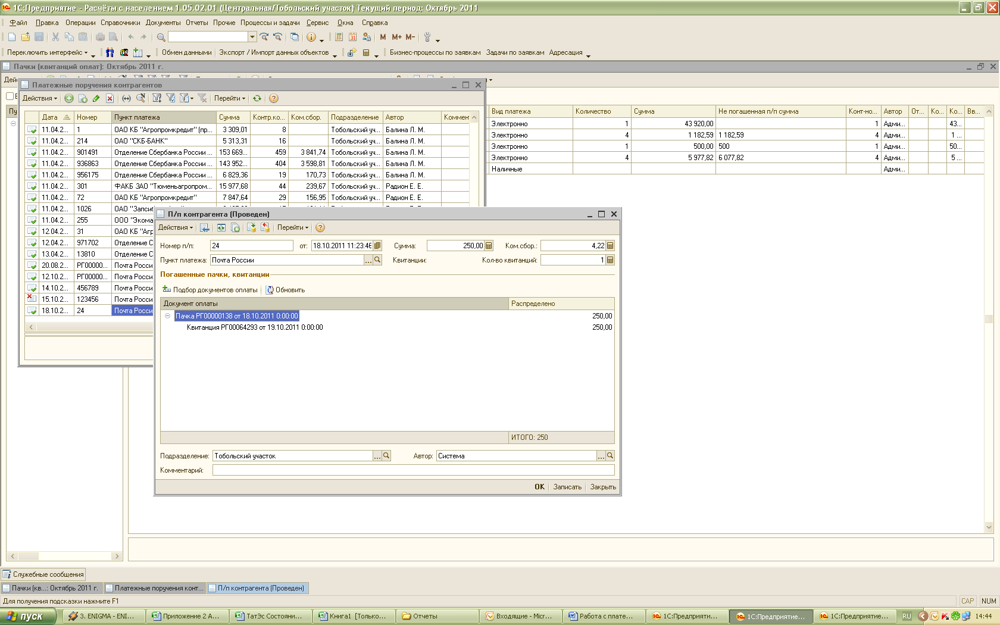 1С:Предприятие - Расчёты с населением 1.05.02.01 (Центральная/Тобольский участок) Текущий период: Октябрь 2011
Файл Правка Операции Справочники Документы Отчеты Прочие Процессы и задачи Сервис Окна Справка
M M+ M-
Переключить интерфейс Обмен данными Экспорт / Импорт данных объектов Бизнес-процессы по заявкам Задачи по заявкам Адресация
Пачки (квитанций оплат): Октябрь 2011 г.
Платежные поручения контрагентов
Действия Перейти
Дата Номер Пункт платежа Сумма Контр.ко... Ком.сбор. Подразделение Автор Коммен
11.04.2... 1 ОАО КБ "Агропромкредит" (пр... 3 309,01 8 Тобольский уч... Балина Л. М.
11.04.2... 214 ОАО "СКБ-БАНК" 5 313,31 16 Тобольский уч... Балина Л. М.
11.04.2... 901491 Отделение Сбербанка России ... 153 669... 459 3 841,74 Тобольский уч... Балина Л. М.
11.04.2... 936863 Отделение Сбербанка России ... 143 952... 404 3 598,81 Тобольский уч... Балина Л. М.
11.04.2... 956175 Отделение Сбербанка России ... 6 829,36 19 170,73 Тобольский уч... Балина Л. М.
11.04.2... 301 ФАКБ ЗАО "Тюменьагропром... 15 977,68 44 239,67 Тобольский уч... Радион Е. Е.
11.04.2... 72 ОАО КБ "Агропромкредит" 7 847,64 29 156,95 Тобольский уч... Радион Е. Е.
11.04.2... 1026 ОАО "Запсиб
11.04.2... 255 ООО "Экома
12.04.2... 31 ОАО КБ "Агр
12.04.2... 971702 Отделение С
13.04.2... 13810 Отделение С
20.08.2... РГ00000... Почта Росси
12.10.2... РГ00000... Почта Росси
14.10.2... 456789 Почта Росси
15.10.2... 123456 Почта Росси
18.10.2... 24 Почта Росси
Вид платежа Количество Сумма Не погашенная п/п сумма Конт-но... Автор От... Ко... Ко... Вв...
Электронно 1 43 920,00 1 Адми... 43...
Электронно 4 1 182,59 1 182,59 4 Адми... 1 ...
Электронно 1 500,00 500 1 Адми... 50...
Электронно 4 5 977,82 6 077,82 4 Адми... 5 ...
Наличные Адми...
П/п контрагента (Проведен)
Действия Перейти
Номер п/п: 24 от: 18.10.2011 11:23:46 Сумма: 250,00 Ком.сбор.: 4,22
Пункт платежа: Почта России ... Квитанции: Кол-во квитанций: 1
Погашенные пачки, квитанции
Подбор документов оплаты Обновить
Документ оплаты Распределено
Пачка РГ00000138 от 18.10.2011 0:00:00 250,00
Квитанция РГ00064293 от 19.10.2011 0:00:00 250,00
ИТОГО: 250
Подразделение: Тобольский участок ... Автор: Система ...
Комментарий:
OK Записать Закрыть
Служебные сообщения
Пачки (кв...: Октябрь 2011 г. Платежные поручения конт... П/п контрагента (Проведен)
Для получения подсказки нажмите F1 CAP NUM
пуск 3. ENIGMA - ENI... Приложение 2 А... ТатЭс Состояни... Книга1 [Только... Отчеты Входящие - Micr... Работа с плате... 1С:Предприяти... 1С:Предприятие... 1С:Предприяти... RU 14:44